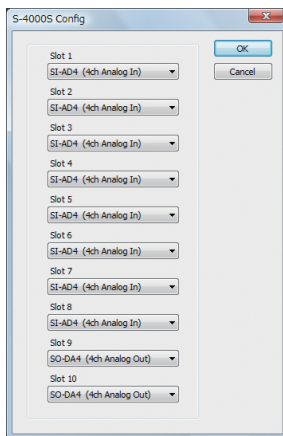 S-4000S Config
OK
Cancel
Slot 1
SI-AD4 (4ch Analog In)
Slot 2
SI-AD4 (4ch Analog In)
Slot 3
SI-AD4 (4ch Analog In)
Slot 4
SI-AD4 (4ch Analog In)
Slot 5
SI-AD4 (4ch Analog In)
Slot 6
SI-AD4 (4ch Analog In)
Slot 7
SI-AD4 (4ch Analog In)
Slot 8
SI-AD4 (4ch Analog In)
Slot 9
SO-DA4 (4ch Analog Out)
Slot 10
SO-DA4 (4ch Analog Out)